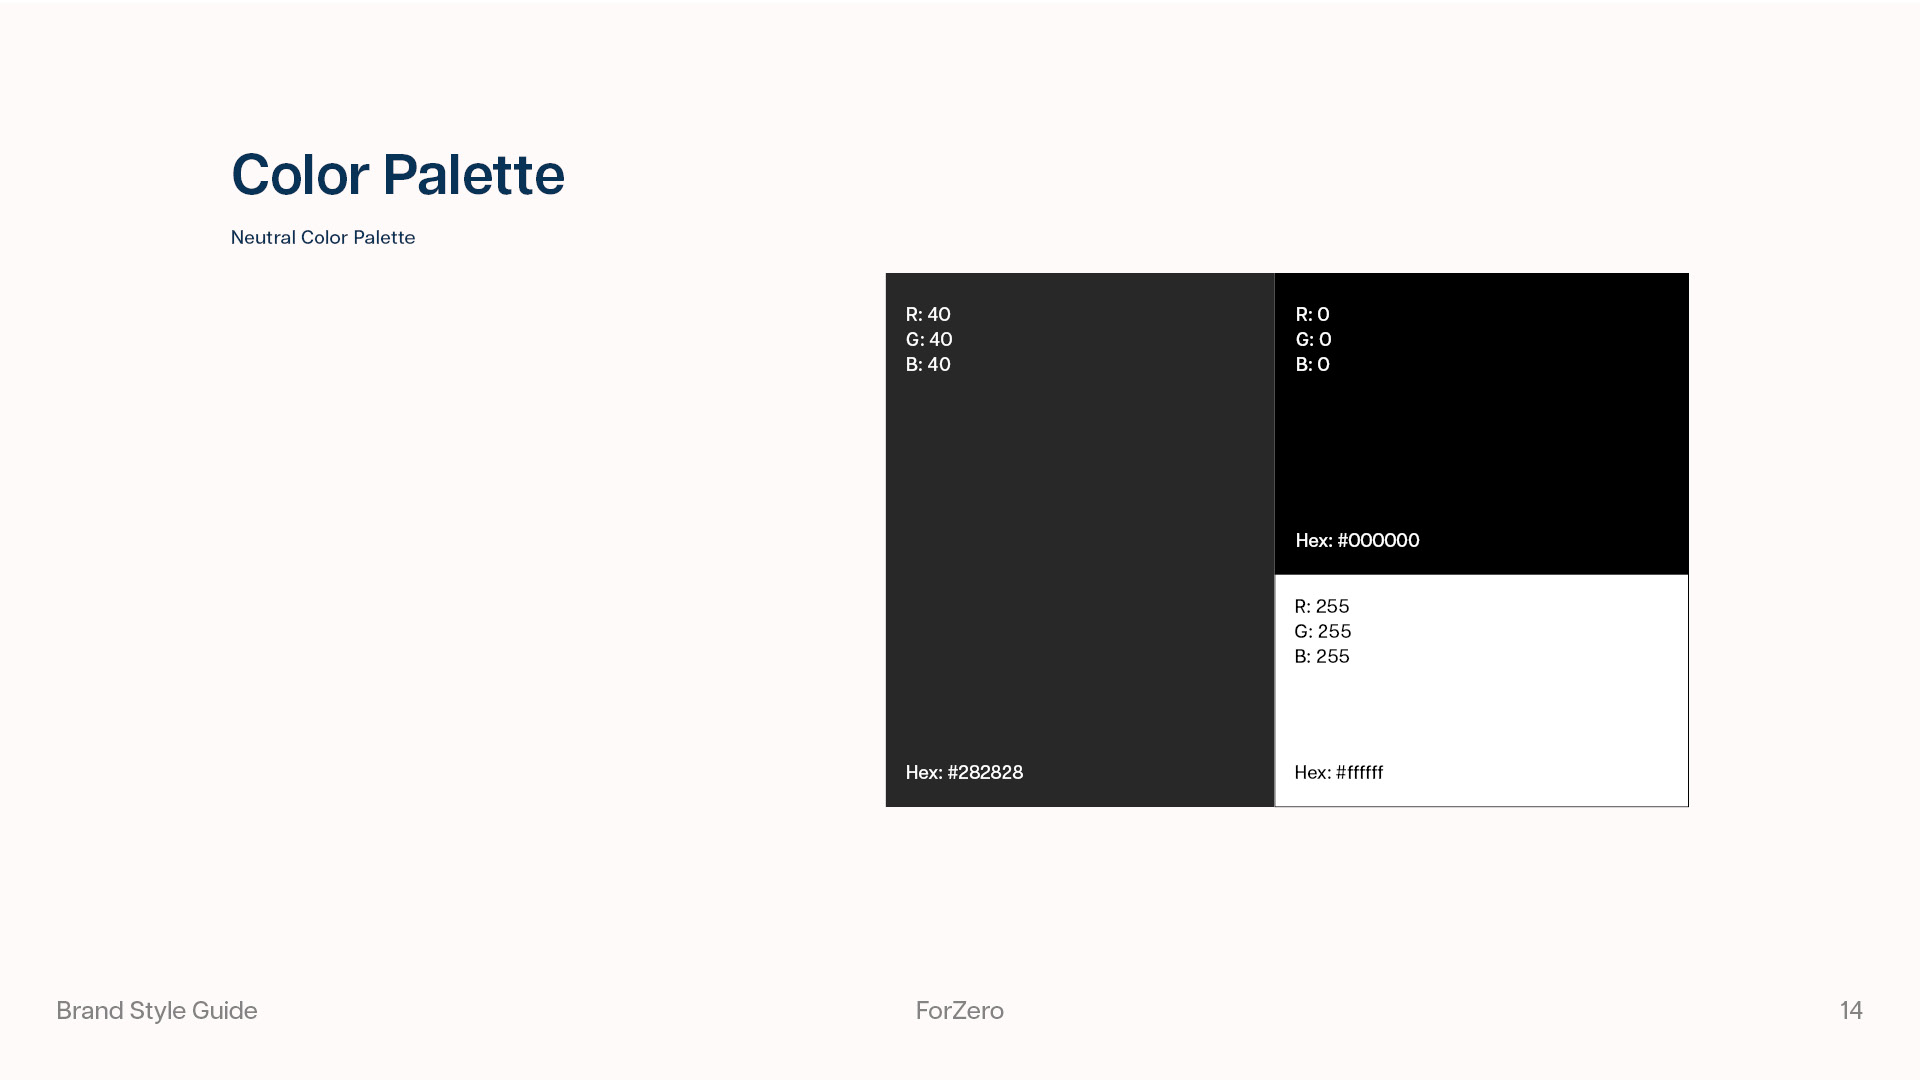 Color Palette
Neutral Color Palette
R: 40
G: 40
B: 40
Hex: #282828
R: 0
G: 0
B: 0
Hex: #000000
R: 255
G: 255
B: 255
Hex: #ffffff
Brand Style Guide
ForZero
14